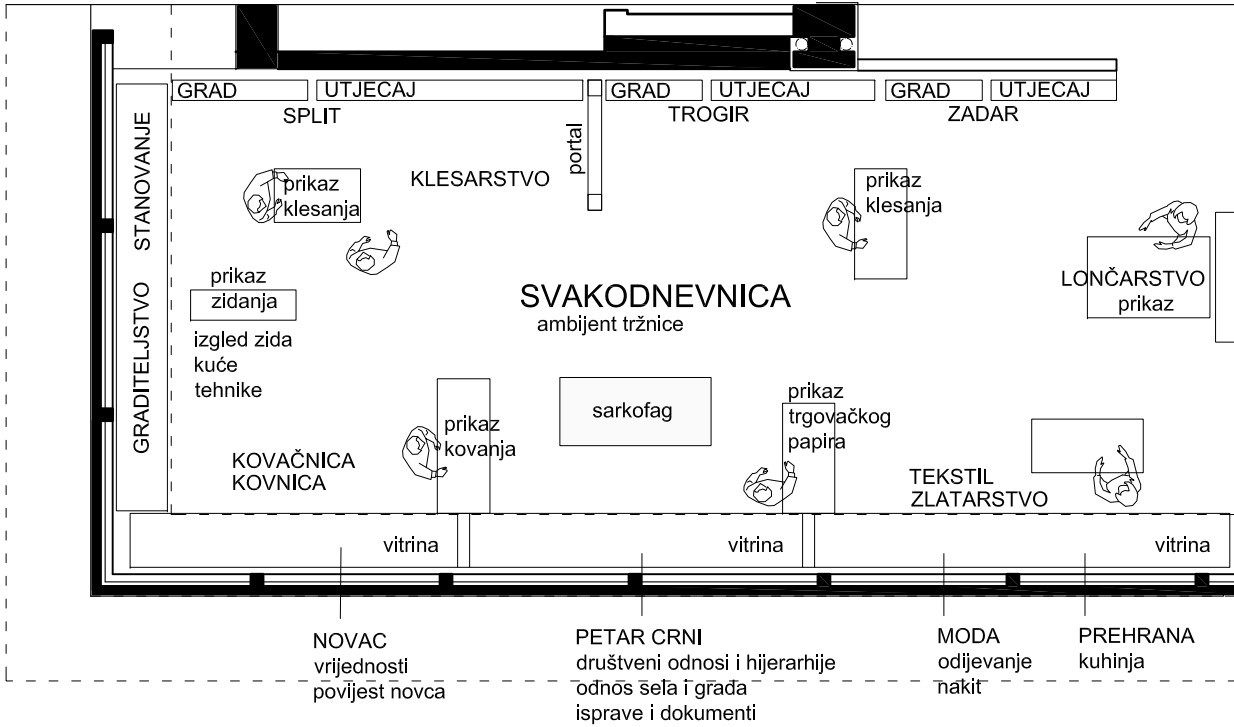 GRAD
UTJECAJ
GRAD
UTJECAJ
GRAD
UTJECAJ
SPLIT
TROGIR
ZADAR
GRADITELJSTVO STANOVANJE
portal
KLESARSTVO
prikaz
klesanja
prikaz
klesanja
prikaz
zidanja
izgled zida
kuće
tehnike
SVAKODNEVNICA
ambijent tržnice
LONČARSTVO
prikaz
prikaz
kovanja
sarkofag
prikaz
trgovačkog
papira
KOVAČNICA
KOVNICA
TEKSTIL
ZLATARSTVO
vitrina
vitrina
vitrina
NOVAC
vrijednosti
povijest novca
PETAR CRNI
društveni odnosi i hijerarhije
odnos sela i grada
isprave i dokumenti
MODA
odijevanje
nakit
PREHRANA
kuhinja